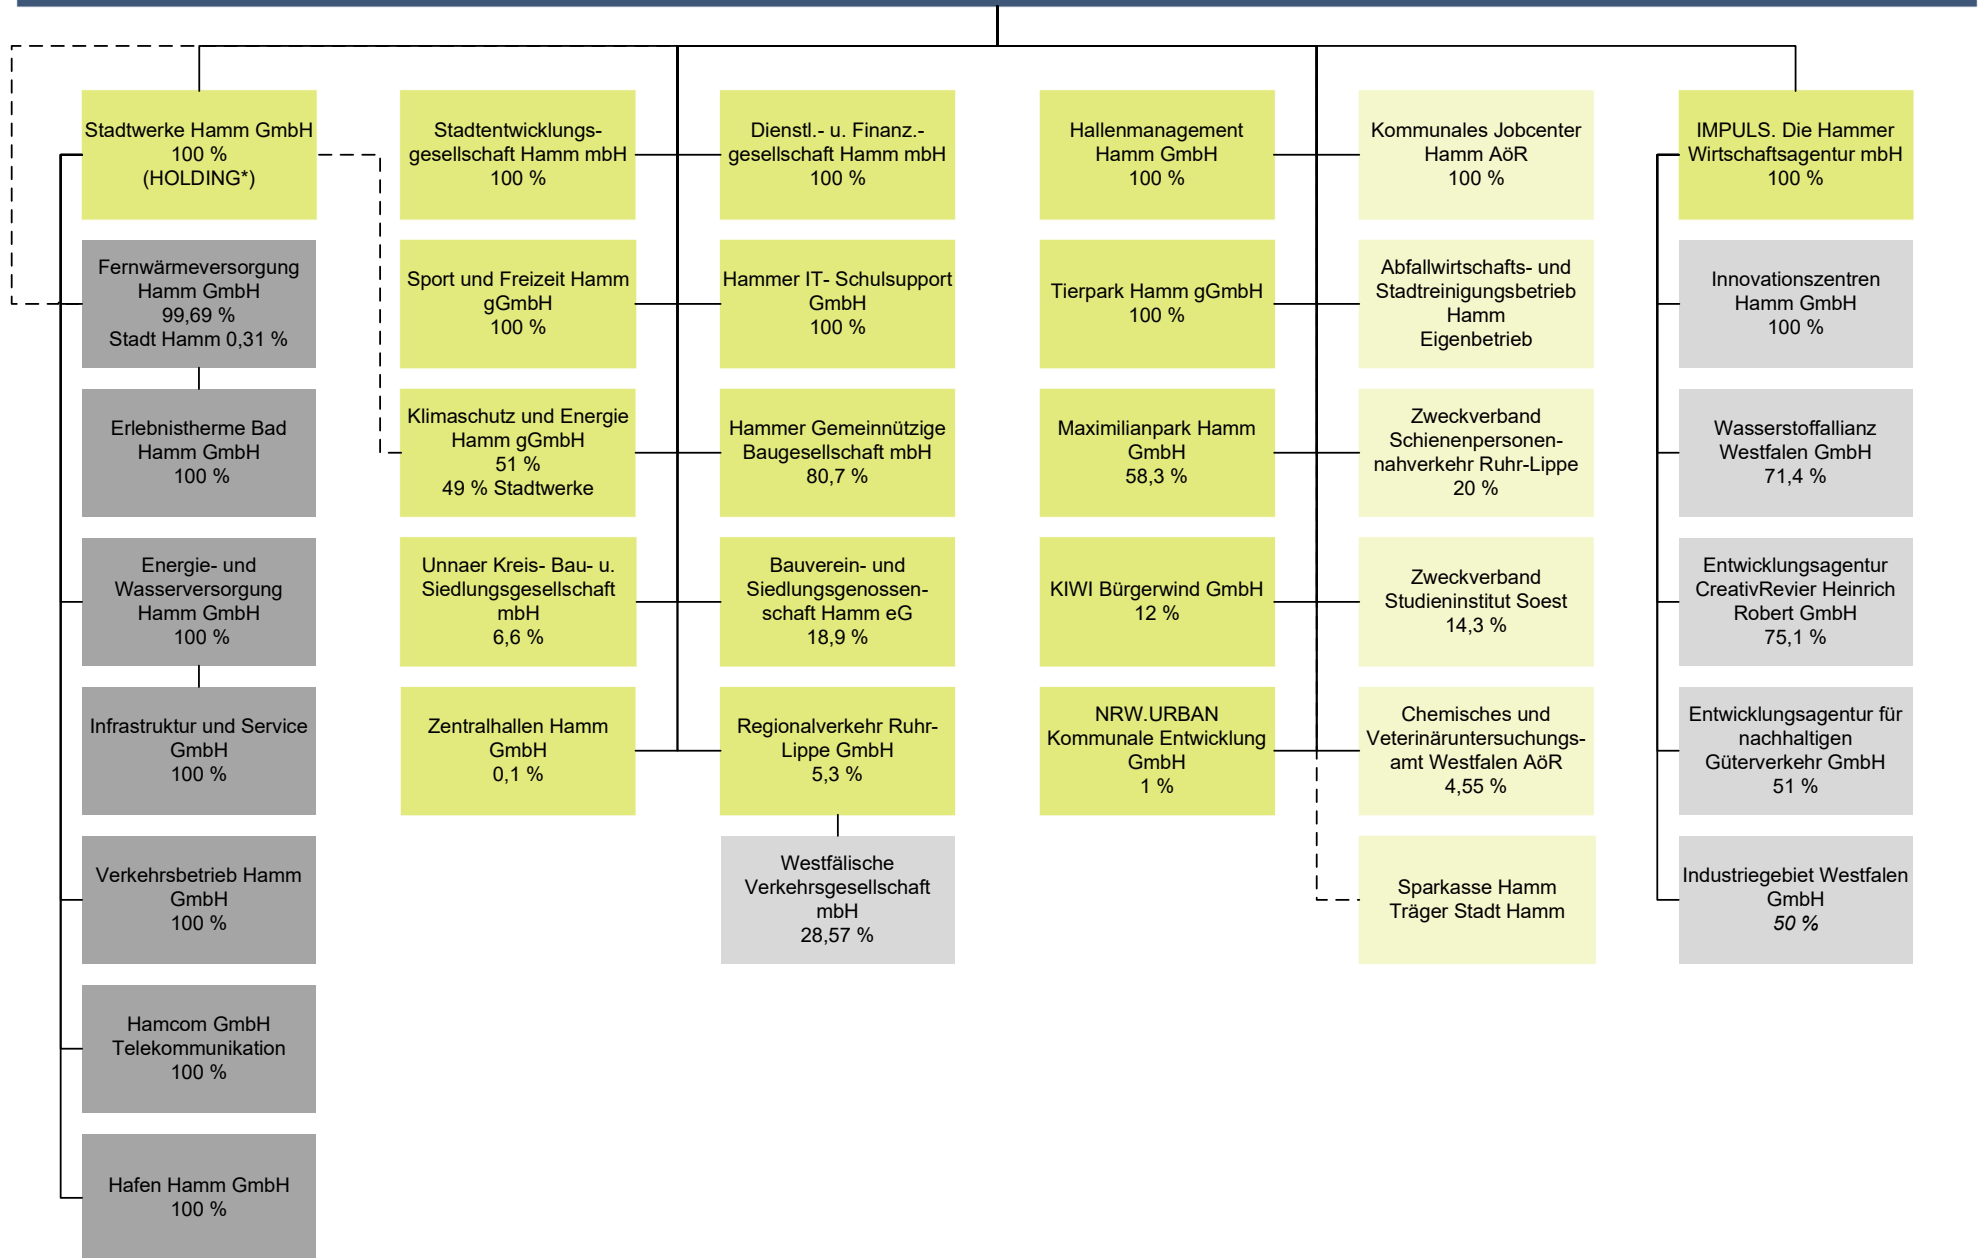 Stadtwerke Hamm GmbH
100 %
(HOLDING*)
Fernwärmeversorgung
Hamm GmbH
99,69 %
Stadt Hamm 0,31 %
Erlebnistherme Bad
Hamm GmbH
100 %
Energie- und
Wasserversorgung
Hamm GmbH
100 %
Infrastruktur und Service
GmbH
100 %
Verkehrsbetrieb Hamm
GmbH
100 %
Hamcom GmbH
Telekommunikation
100 %
Hafen Hamm GmbH
100 %
Stadtentwicklungs-
gesellschaft Hamm mbH
100 %
Sport und Freizeit Hamm
gGmbH
100 %
Klimaschutz und Energie
Hamm gGmbH
51 %
49 % Stadtwerke
Unnaer Kreis- Bau- u.
Siedlungsgesellschaft
mbH
6,6 %
Zentralhallen Hamm
GmbH
0,1 %
Dienstl.- u. Finanz.-
gesellschaft Hamm mbH
100 %
Hammer IT- Schulsupport
GmbH
100 %
Hammer Gemeinnützige
Baugesellschaft mbH
80,7 %
Bauverein- und
Siedlungsgenossen-
schaft Hamm eG
18,9 %
Regionalverkehr Ruhr-
Lippe GmbH
5,3 %
Westfälische
Verkehrsgesellschaft
mbH
28,57 %
Hallenmanagement
Hamm GmbH
100 %
Tierpark Hamm gGmbH
100 %
Maximilianpark Hamm
GmbH
58,3 %
KIWI Bürgerwind GmbH
12 %
NRW.URBAN
Kommunale Entwicklung
GmbH
1 %
Kommunales Jobcenter
Hamm AöR
100 %
Abfallwirtschafts- und
Stadtreinigungsbetrieb
Hamm
Eigenbetrieb
Zweckverband
Schienenpersonen-
nahverkehr Ruhr-Lippe
20 %
Zweckverband
Studieninstitut Soest
14,3 %
Chemisches und
Veterinäruntersuchungs-
amt Westfalen AöR
4,55 %
Sparkasse Hamm
Träger Stadt Hamm
IMPULS. Die Hammer
Wirtschaftsagentur mbH
100 %
Innovationszentren
Hamm GmbH
100 %
Wasserstoffallianz
Westfalen GmbH
71,4 %
Entwicklungsagentur
CreativRevier Heinrich
Robert GmbH
75,1 %
Entwicklungsagentur für
nachhaltigen
Güterverkehr GmbH
51 %
Industriegebiet Westfalen
GmbH
50 %